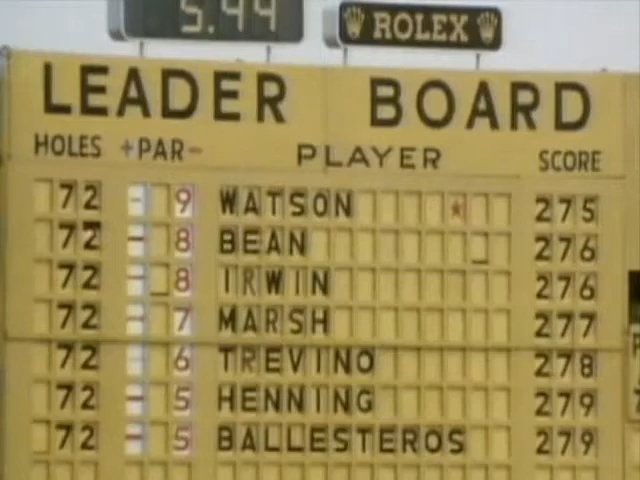 5.44
ROLEX
LEADER BOARD
HOLES +PAR- PLAYER SCORE
72 - 9 WATSON 275
72 - 8 BEAN 276
72 - 8 IRWIN 276
72 - 7 MARSH 277
72 - 6 TREVINO 278
72 - 5 HENNING 279
72 - 5 BALLESTEROS 279